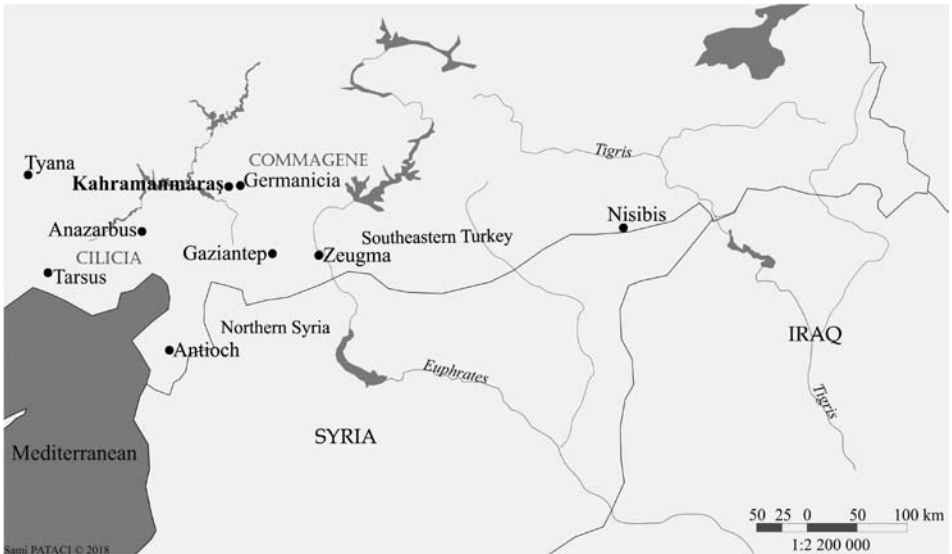 Tyana
COMMAGENE
Kahramanmaraş
Germanicia
Tigris
Anazarbus
CILICIA
Gaziantep
Zeugma
Southeastern Turkey
Nisibis
Tarsus
Northern Syria
Antioch
Euphrates
IRAQ
Tigris
SYRIA
Mediterranean
50 25 0 50 100 km
1:2 200 000
Sami PATACI © 2018